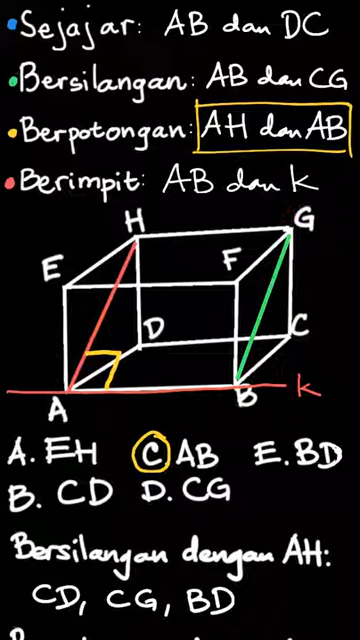 • Sejajar: AB dan DC
• Bersilangan: AB dan CG
• Berpotongan: AH dan AB
• Berimpit: AB dan k
H G
E F
D C
A B k
A. EH C AB E. BD
B. CD D. CG
Bersilangan dengan AH:
CD, CG, BD